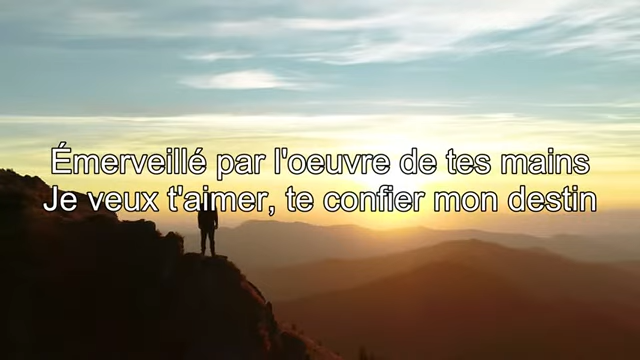 Émerveillé par l'oeuvre de tes mains
Je veux t'aimer, te confier mon destin